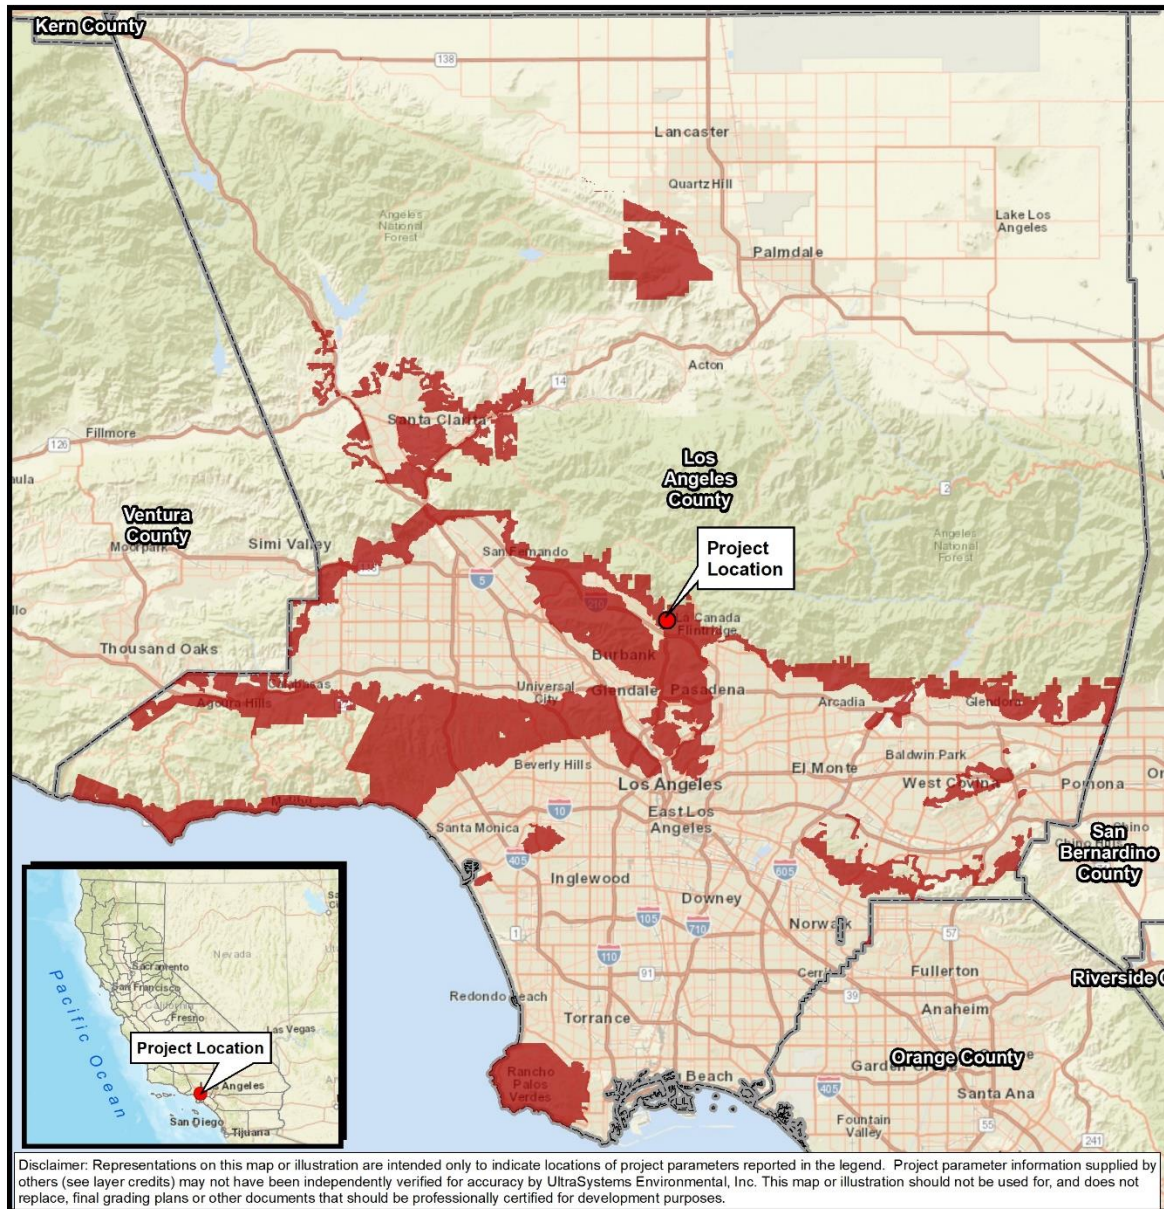 Kern County
138
Lancaster
Quartz Hill
Lake Los
Angeles
Angeles
National
Forest
Palmdale
Acton
14
Santa Clarita
Fillmore
126
Los
Angeles
County
2
Ventura
County
Simi Valley
Moorpark
San Fernando
Project
Location
Angeles
National
Forest
5
210
La Canada
Flintridge
Thousand Oaks
Burbank
Universal
City
Glendale
Pasadena
Calabasas
Agoura Hills
Arcadia
Glendora
Baldwin Park
Beverly Hills
El Monte
West Covina
Pomona
Los Angeles
Malibu
10
East Los
Angeles
Santa Monica
Chino
San
Bernardino
County
405
Inglewood
605
Downey
105
710
Norwalk
1
110
57
91
Fullerton
Riverside C
Redondo Beach
39
Anaheim
Torrance
Orange County
Rancho
Palos
Verdes
Beach
405
Santa Ana
Fountain
Valley
55
241
Nevada
Sacramento
San Francisco
California
Fresno
Las Vegas
Pacific Ocean
Project Location
Angeles
San Diego
Tijuana
Disclaimer: Representations on this map or illustration are intended only to indicate locations of project parameters reported in the legend.  Project parameter information supplied by
others (see layer credits) may not have been independently verified for accuracy by UltraSystems Environmental, Inc. This map or illustration should not be used for, and does not
replace, final grading plans or other documents that should be professionally certified for development purposes.